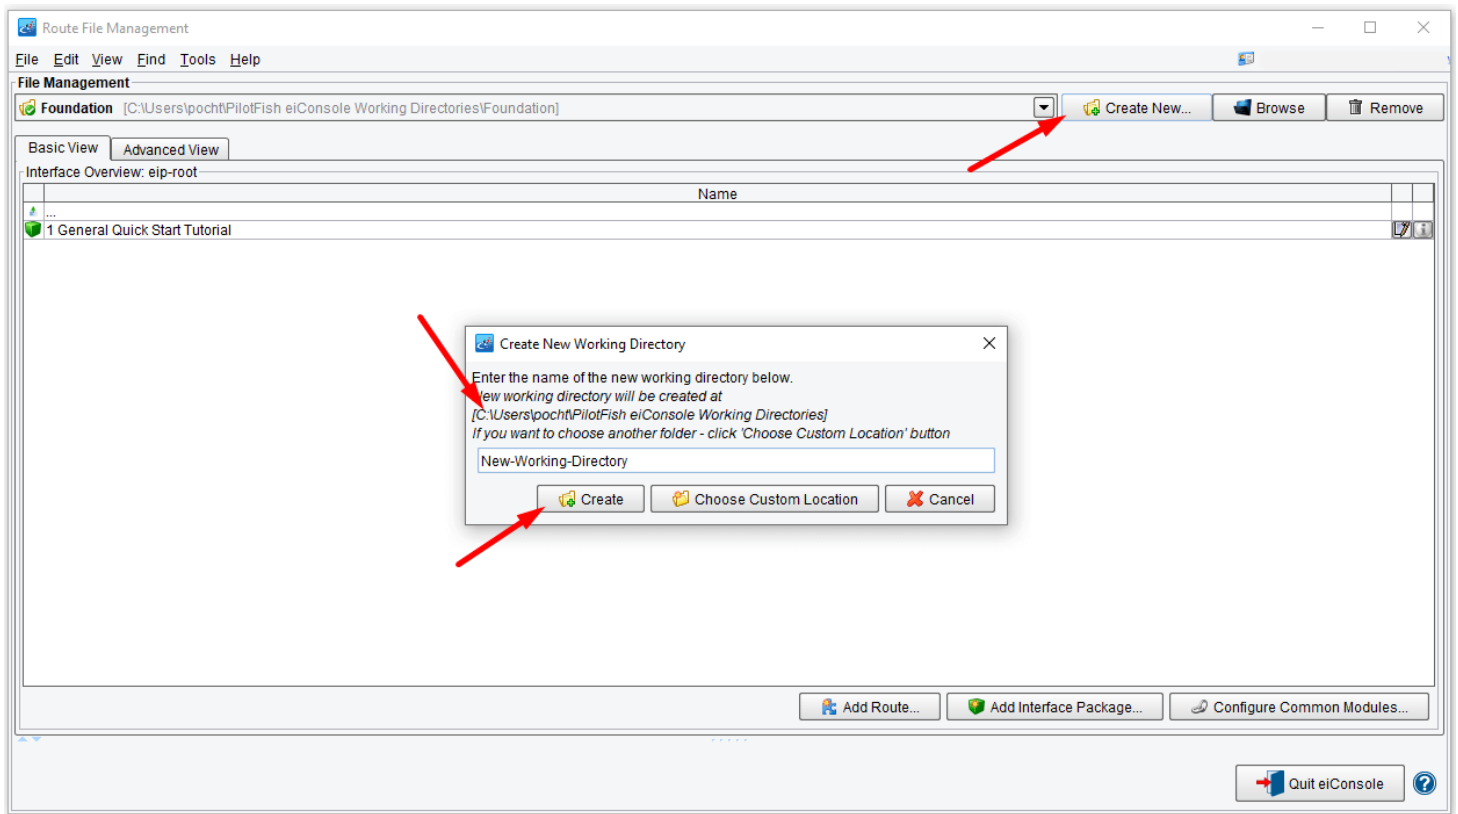 Route File Management
File Edit View Find Tools Help
File Management
Foundation [C:\Users\pocht\PilotFish eiConsole Working Directories\Foundation]
Create New...
Browse
Remove
Basic View
Advanced View
Interface Overview: eip-root
Name
...
1 General Quick Start Tutorial
Create New Working Directory
Enter the name of the new working directory below.
New working directory will be created at
[C:\Users\pocht\PilotFish eiConsole Working Directories]
If you want to choose another folder - click 'Choose Custom Location' button
New-Working-Directory
Create
Choose Custom Location
Cancel
Add Route...
Add Interface Package...
Configure Common Modules...
Quit eiConsole
?